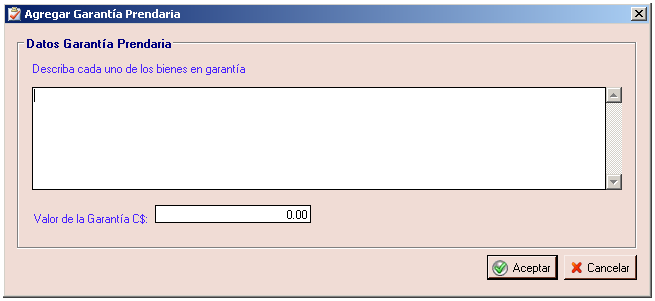 Agregar Garantía Prendaria
Datos Garantía Prendaria
Describa cada uno de los bienes en garantía
Valor de la Garantía C$: 0.00
Aceptar Cancelar